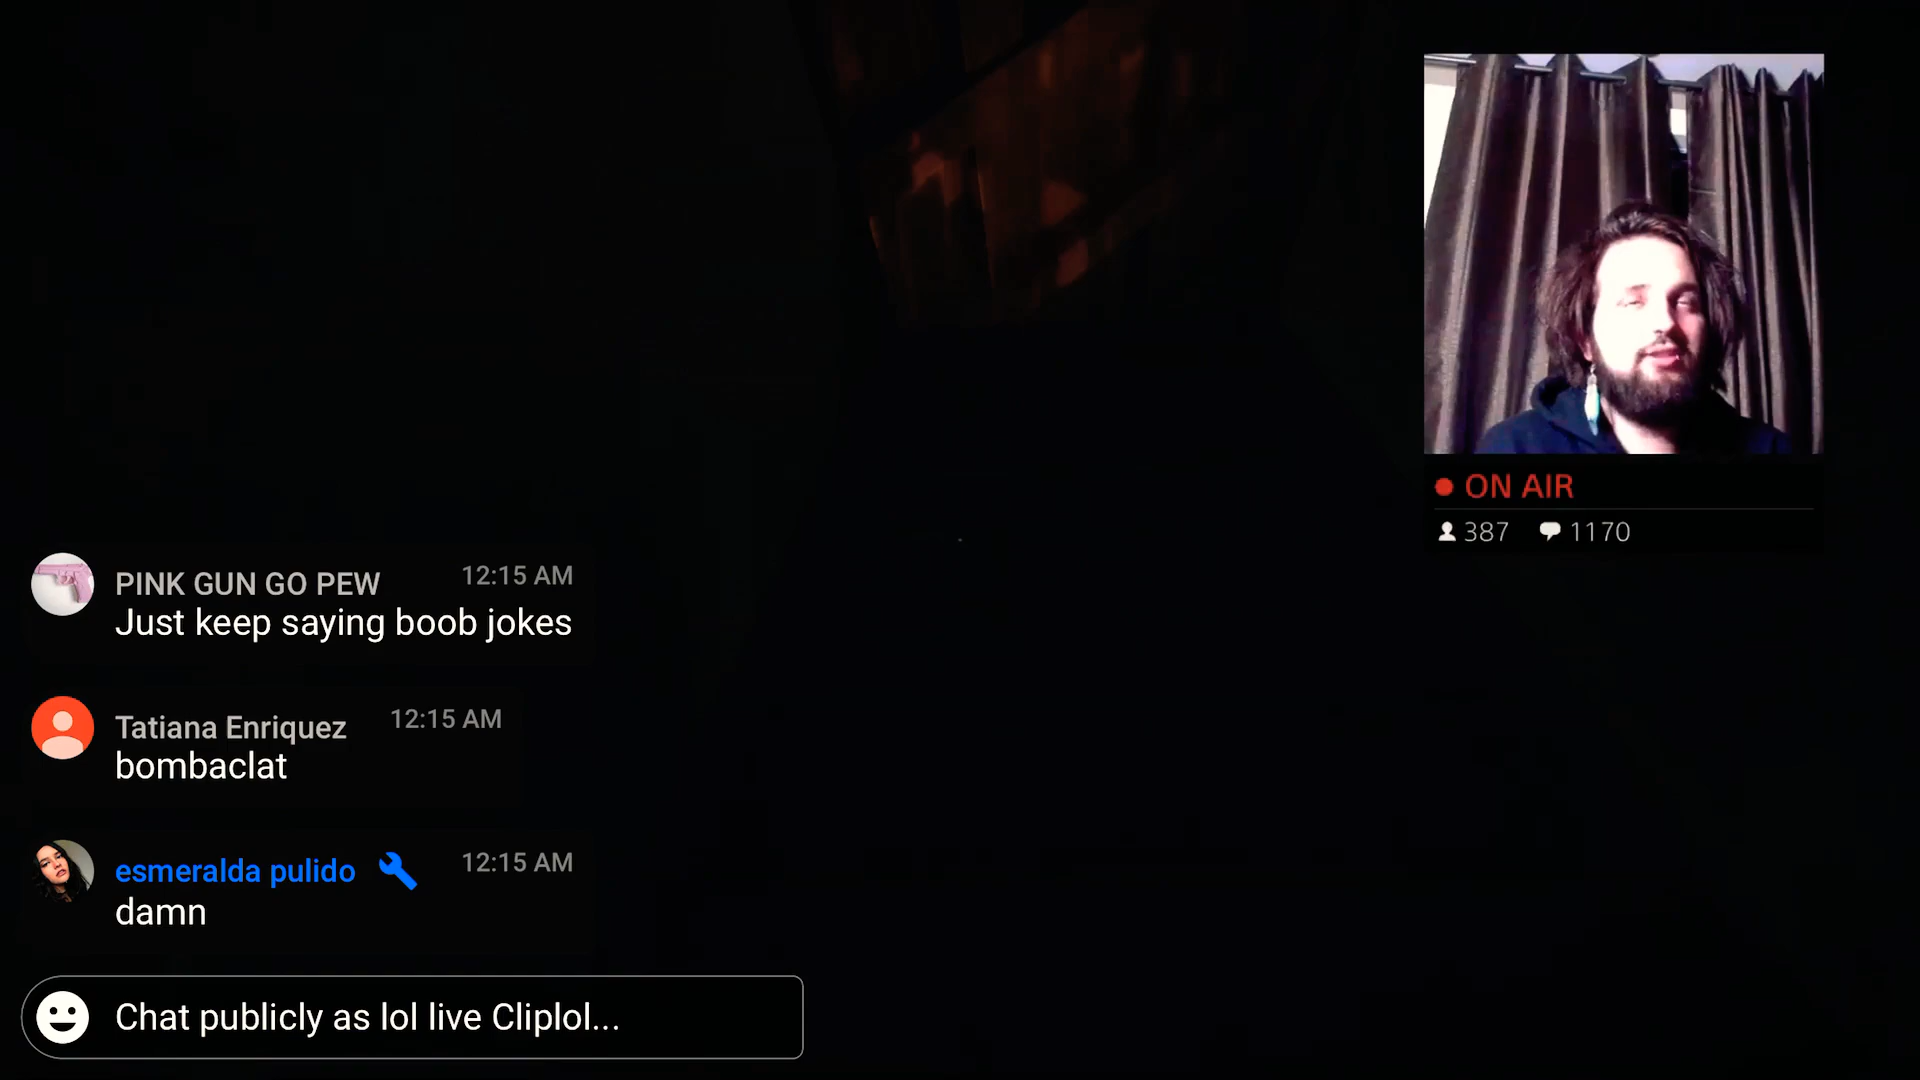 ON AIR
387 1170
PINK GUN GO PEW 12:15 AM
Just keep saying boob jokes
Tatiana Enriquez 12:15 AM
bombaclat
esmeralda pulido 12:15 AM
damn
Chat publicly as lol live Cliplol...